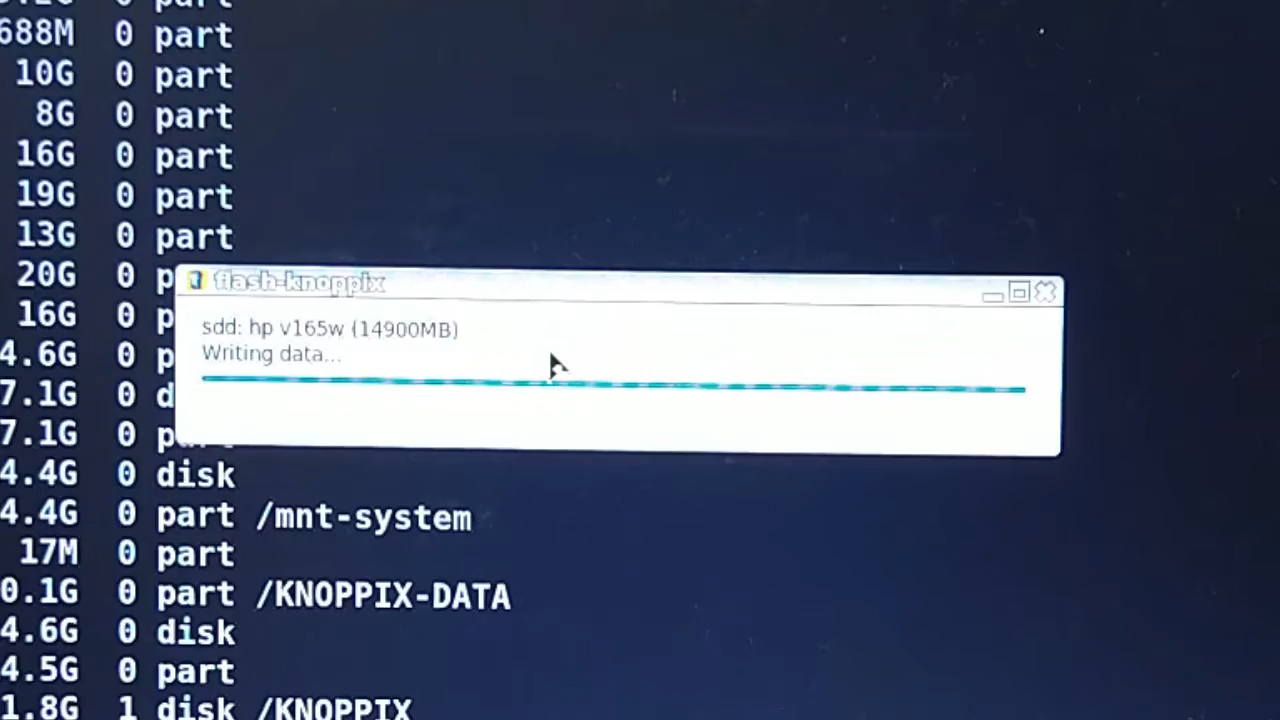 688M 0 part
10G 0 part
8G 0 part
16G 0 part
19G 0 part
13G 0 part
20G 0 p
16G 0 p
4.6G 0 p
7.1G 0 d
7.1G 0
flash-knoppix
sdd: hp v165w (14900MB)
Writing data...
4.4G 0 disk
4.4G 0 part /mnt-system
17M 0 part
0.1G 0 part /KNOPPIX-DATA
4.6G 0 disk
4.5G 0 part
1.8G 1 disk /KNOPPIX